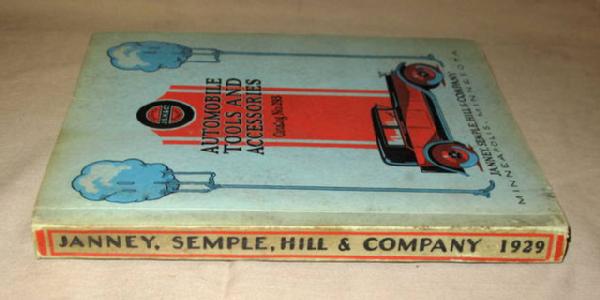 AUTOMOBILE
TOOLS AND
ACCESSORIES
JANNEY, SEMPLE, HILL & COMPANY
MINNEAPOLIS, MINNESOTA
JANNEY, SEMPLE, HILL & COMPANY 1929